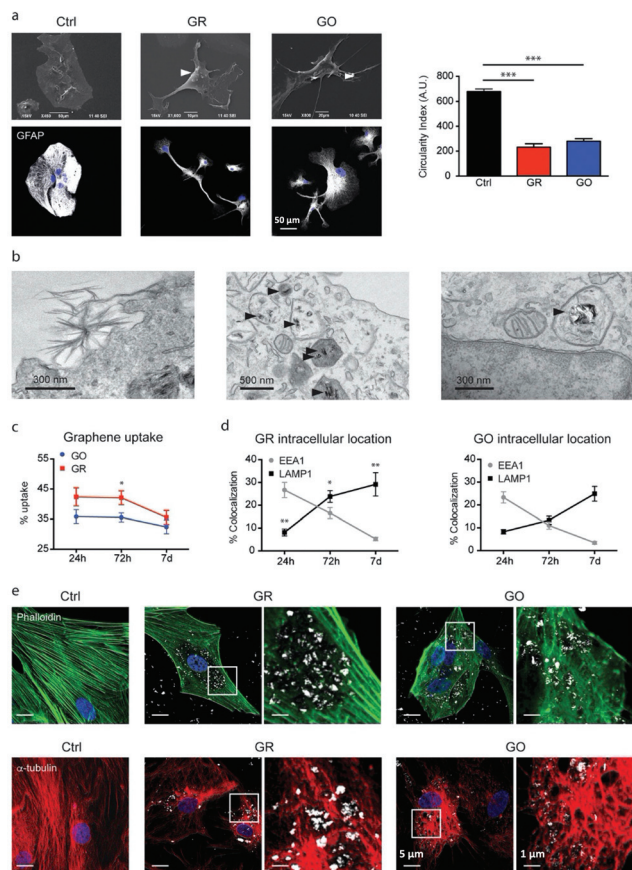 a
Ctrl
GR
GO
GFAP
50 µm
Circularity Index (A.U.)
800
600
400
200
0
***
***
Ctrl
GR
GO
b
300 nm
500 nm
300 nm
c
Graphene uptake
GO
GR
% uptake
55
45
35
25
*
24h
72h
7d
d
GR intracellular location
EEA1
LAMP1
% Colocalization
40
30
20
10
0
**
*
**
24h
72h
7d
GO intracellular location
EEA1
LAMP1
% Colocalization
40
30
20
10
0
24h
72h
7d
e
Ctrl
GR
GO
Phalloidin
Ctrl
GR
GO
α-tubulin
5 µm
1 µm